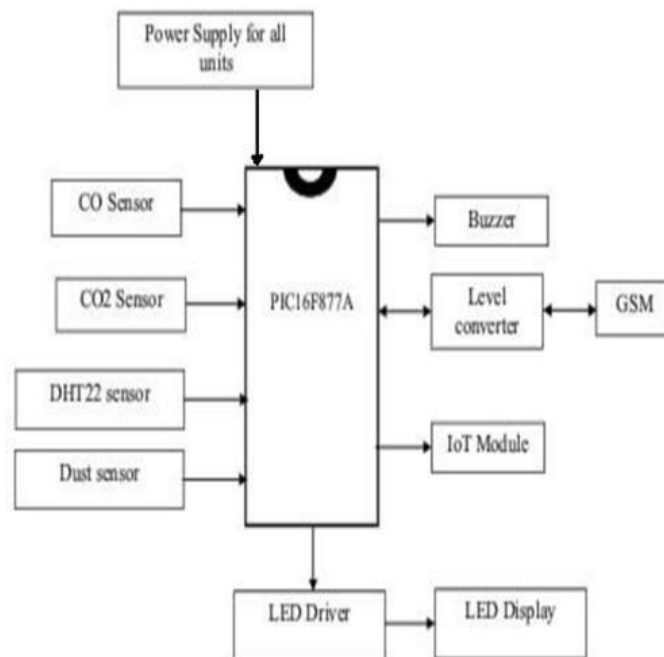 Power Supply for all
units
CO Sensor
CO2 Sensor
DHT22 sensor
Dust sensor
PIC16F877A
Buzzer
Level
converter
GSM
IoT Module
LED Driver
LED Display